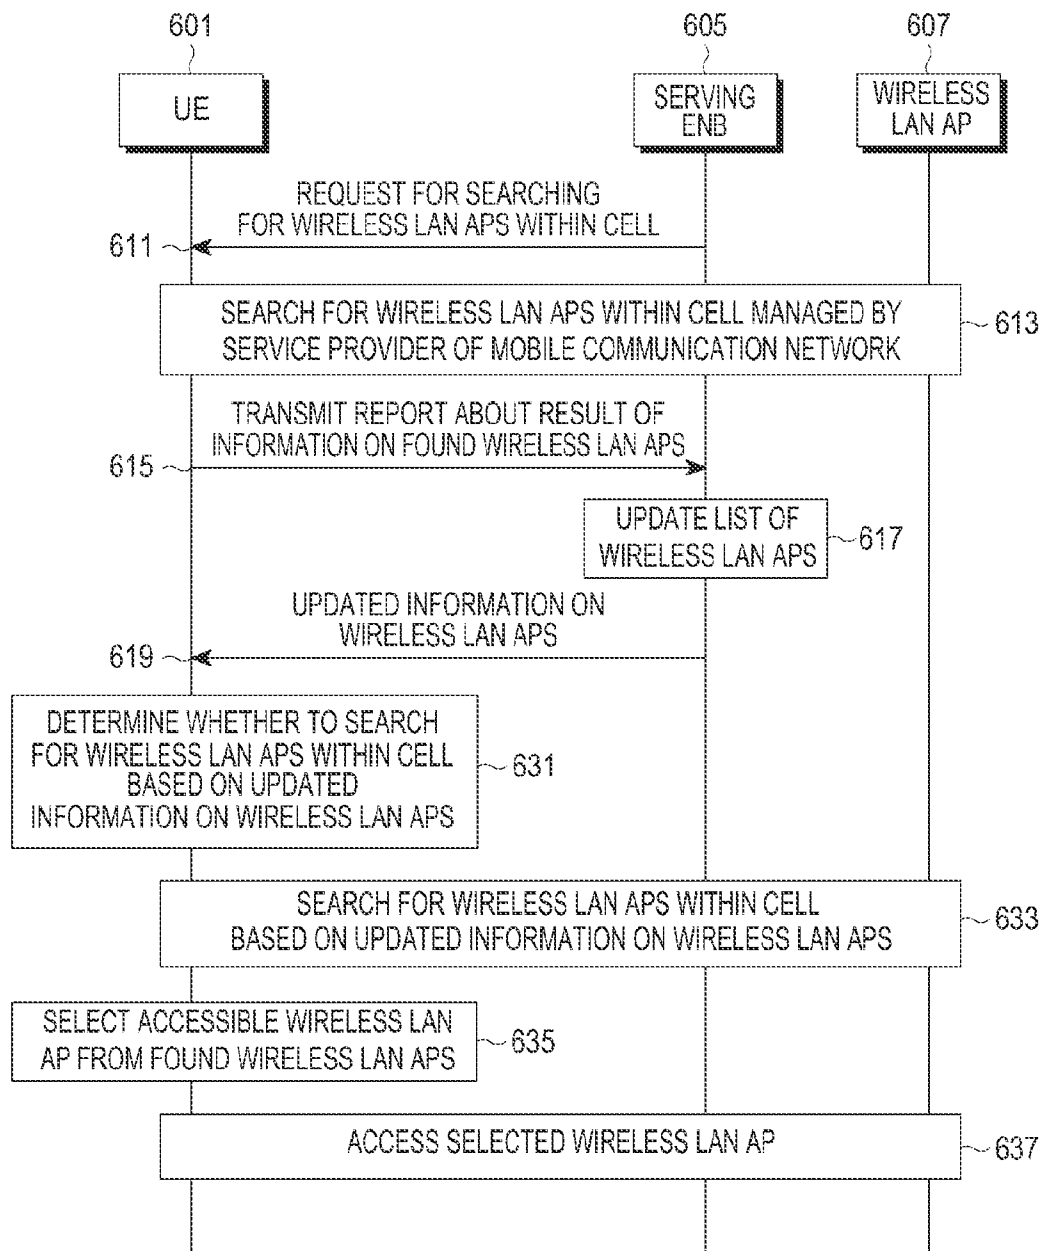 601
605
607
UE
SERVING
ENB
WIRELESS
LAN AP
REQUEST FOR SEARCHING
FOR WIRELESS LAN APS WITHIN CELL
611
SEARCH FOR WIRELESS LAN APS WITHIN CELL MANAGED BY
SERVICE PROVIDER OF MOBILE COMMUNICATION NETWORK
613
TRANSMIT REPORT ABOUT RESULT OF
INFORMATION ON FOUND WIRELESS LAN APS
615
UPDATE LIST OF
WIRELESS LAN APS
617
UPDATED INFORMATION ON
WIRELESS LAN APS
619
DETERMINE WHETHER TO SEARCH
FOR WIRELESS LAN APS WITHIN CELL
BASED ON UPDATED
INFORMATION ON WIRELESS LAN APS
631
SEARCH FOR WIRELESS LAN APS WITHIN CELL
BASED ON UPDATED INFORMATION ON WIRELESS LAN APS
633
SELECT ACCESSIBLE WIRELESS LAN
AP FROM FOUND WIRELESS LAN APS
635
ACCESS SELECTED WIRELESS LAN AP
637